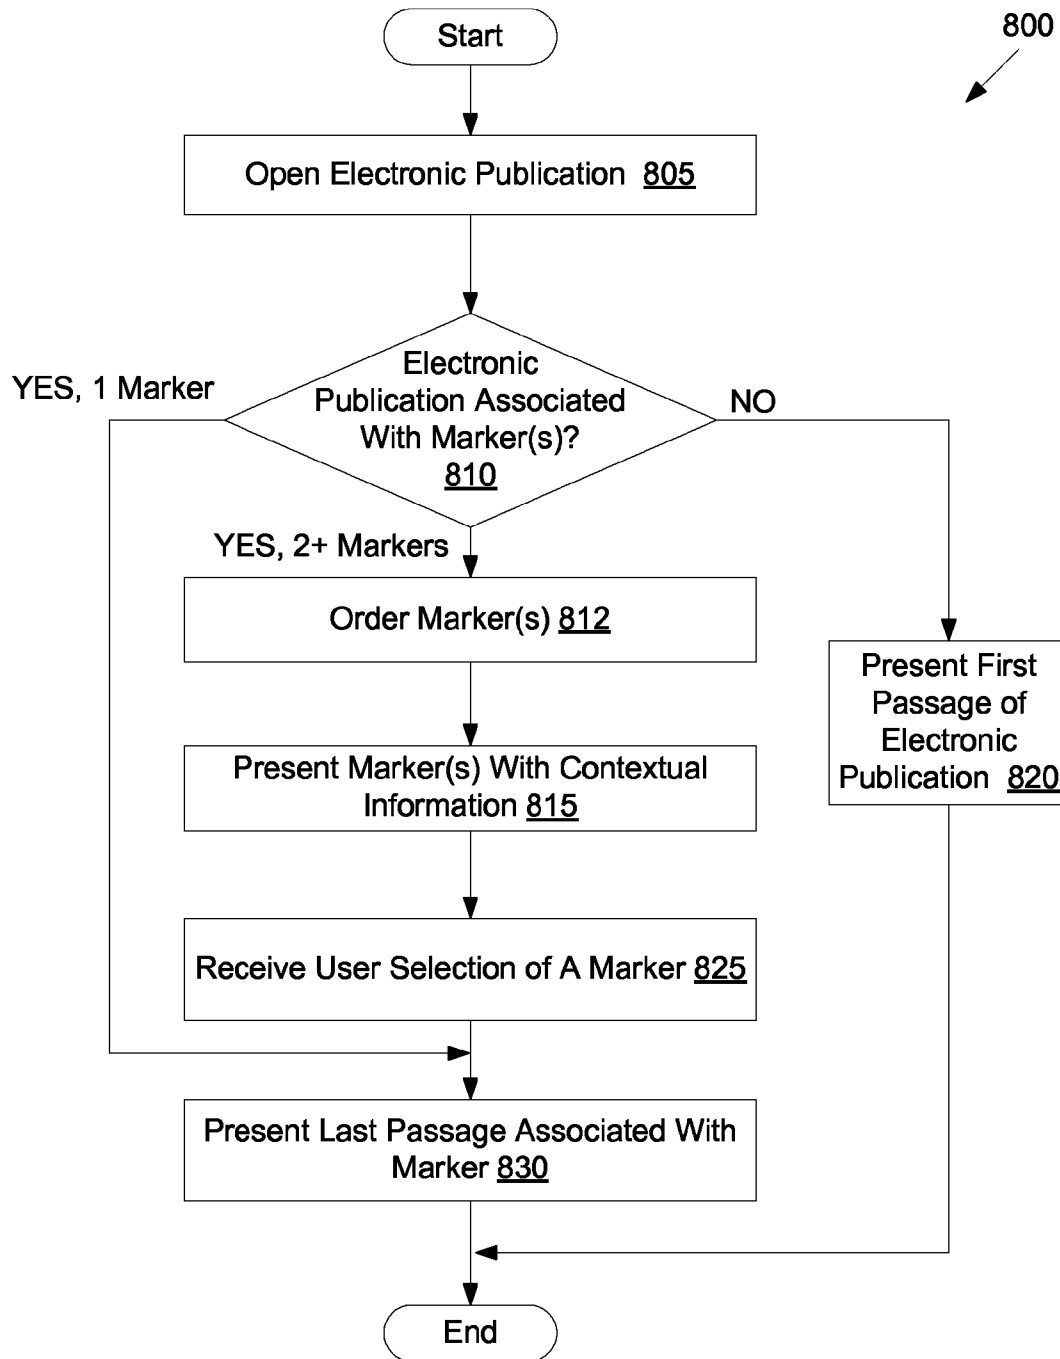 Start
800
Open Electronic Publication 805
Electronic
Publication Associated
With Marker(s)?
810
YES, 1 Marker
NO
YES, 2+ Markers
Order Marker(s) 812
Present First
Passage of
Electronic
Publication 820
Present Marker(s) With Contextual
Information 815
Receive User Selection of A Marker 825
Present Last Passage Associated With
Marker 830
End